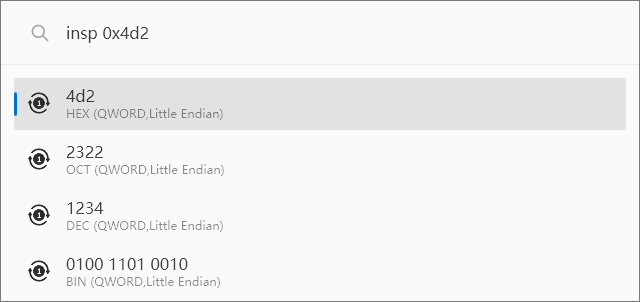 insp 0x4d2
4d2
HEX (QWORD,Little Endian)
2322
OCT (QWORD,Little Endian)
1234
DEC (QWORD,Little Endian)
0100 1101 0010
BIN (QWORD,Little Endian)